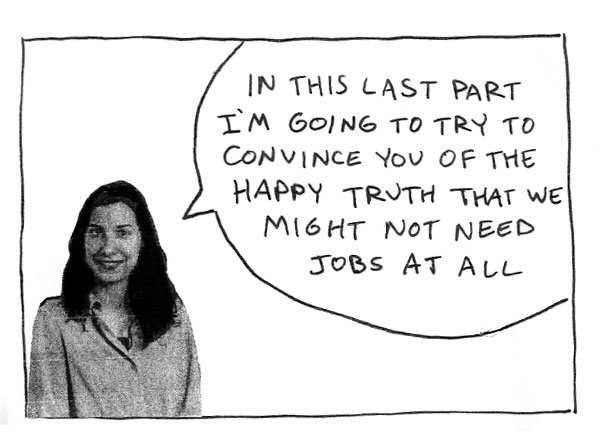 IN THIS LAST PART
I'M GOING TO TRY TO
CONVINCE YOU OF THE
HAPPY TRUTH THAT WE
MIGHT NOT NEED
JOBS AT ALL